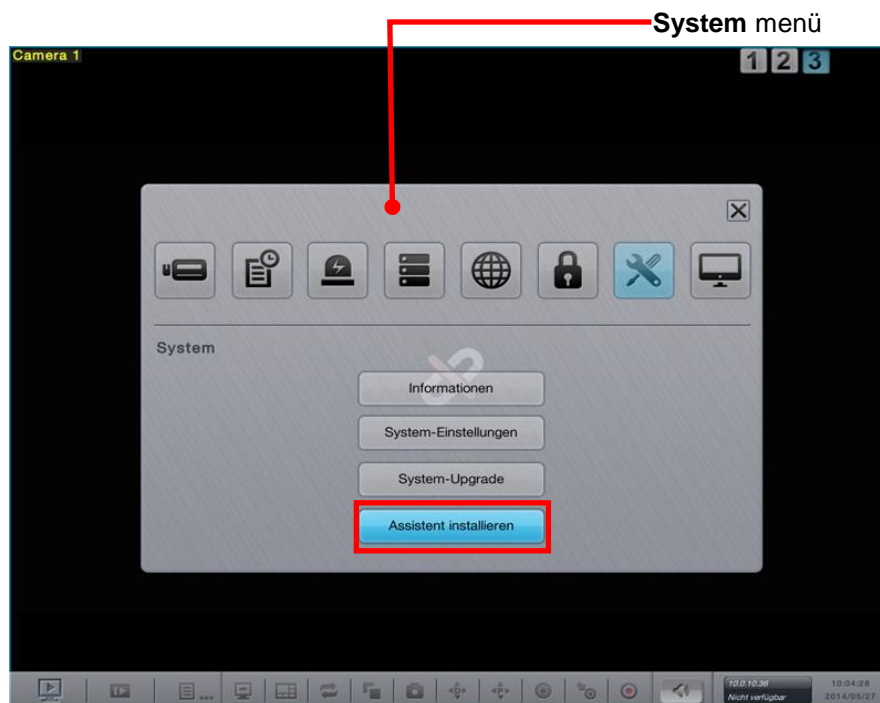 System menü
Camera 1
1 2 3
System
Informationen
System-Einstellungen
System-Upgrade
Assistent installieren
10.0.10.36
10:04:28
Nicht verfügbar
2014/05/27